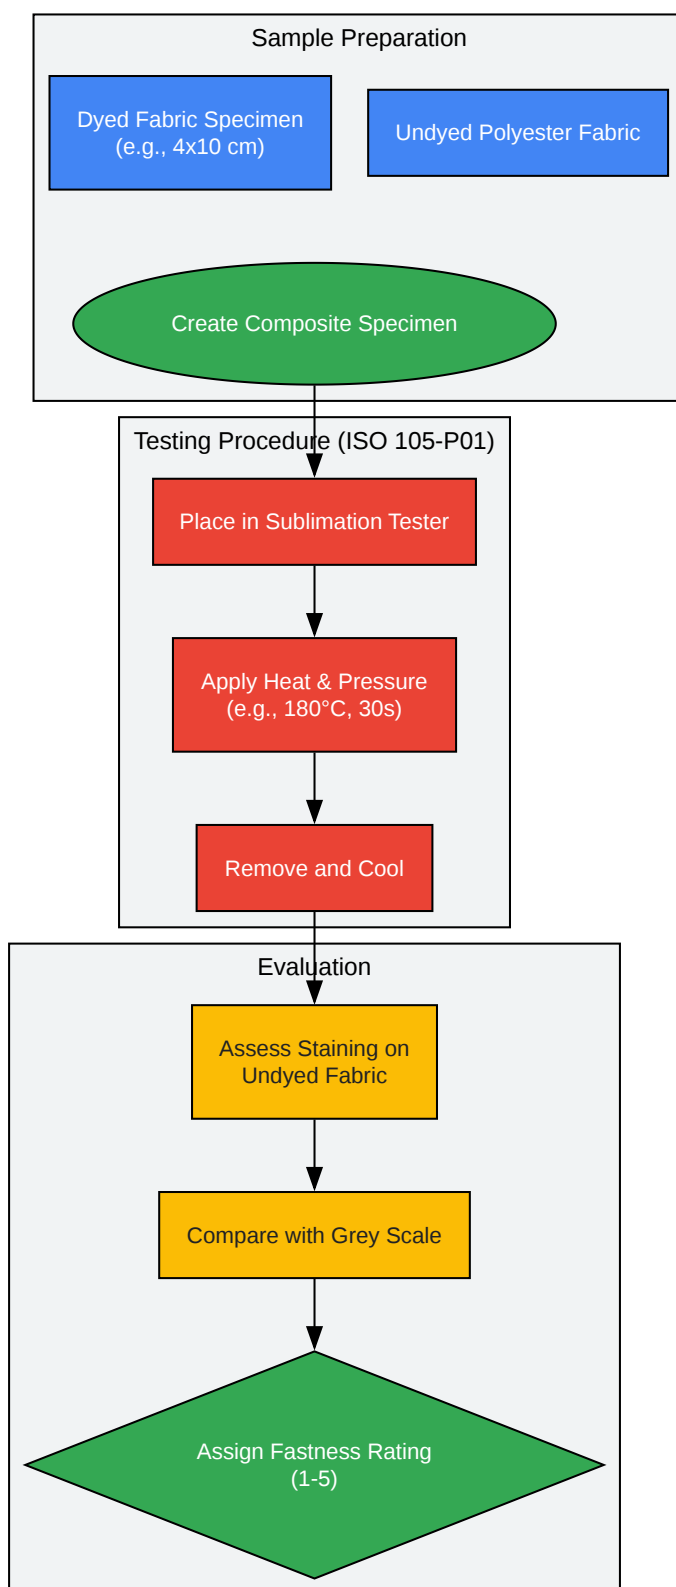 Sample Preparation
Dyed Fabric Specimen
(e.g., 4x10 cm)
Undyed Polyester Fabric
Create Composite Specimen
Testing Procedure (ISO 105-P01)
Place in Sublimation Tester
Apply Heat & Pressure
(e.g., 180°C, 30s)
Remove and Cool
Evaluation
Assess Staining on
Undyed Fabric
Compare with Grey Scale
Assign Fastness Rating
(1-5)